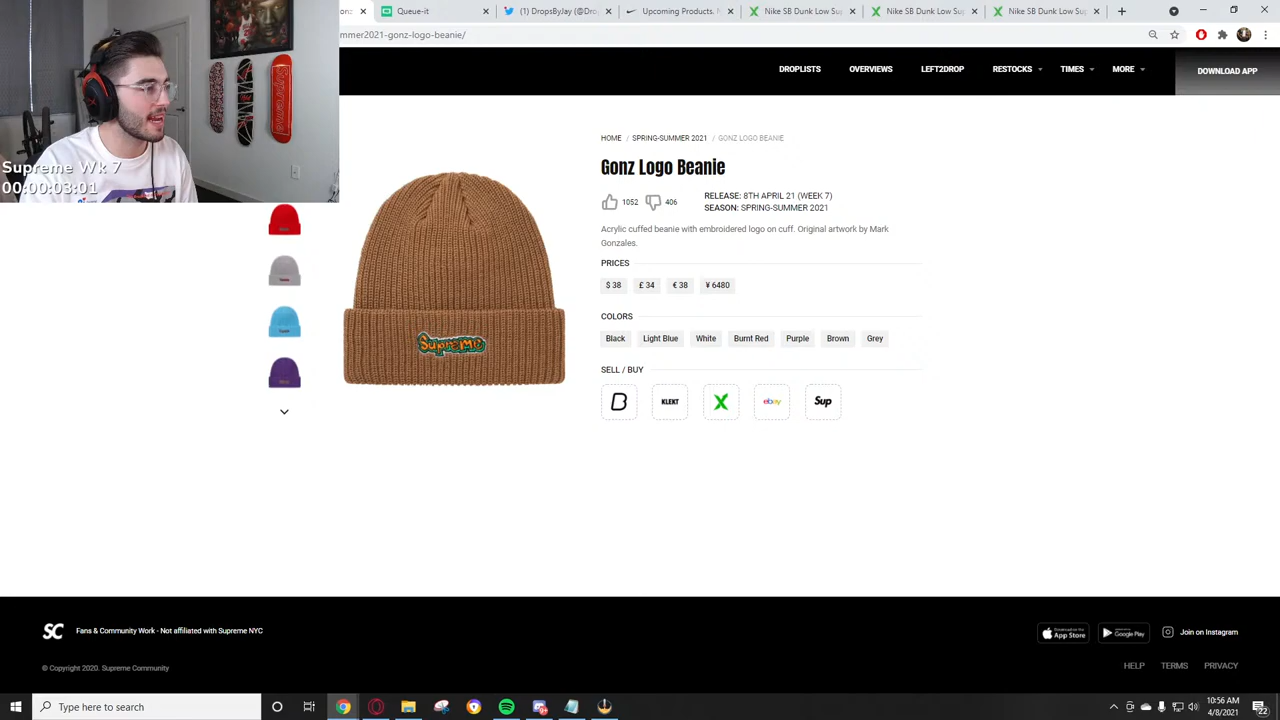 Queue-it
(1) DropsByJay (@Dro
Nike SB Dunk Low Su
Nike SB Dunk Low Sup
Nike SB Dunk Low Sup
mmer2021-gonz-logo-beanie/
DROPLISTS OVERVIEWS LEFT2DROP RESTOCKS TIMES MORE DOWNLOAD APP
Supreme Wk 7
00:00:03:01
Supreme
HOME / SPRING-SUMMER 2021 / GONZ LOGO BEANIE
Gonz Logo Beanie
1052 406
RELEASE: 8TH APRIL 21 (WEEK 7)
SEASON: SPRING-SUMMER 2021
Acrylic cuffed beanie with embroidered logo on cuff. Original artwork by Mark
Gonzales.
PRICES
$ 38 £ 34 € 38 ¥ 6480
COLORS
Black Light Blue White Burnt Red Purple Brown Grey
SELL / BUY
B KLEKT X ebay Sup
Supreme
SC Fans & Community Work - Not affiliated with Supreme NYC
App Store
Google Play
Join on Instagram
© Copyright 2020. Supreme Community
HELP TERMS PRIVACY
Type here to search
10:56 AM
4/8/2021
22